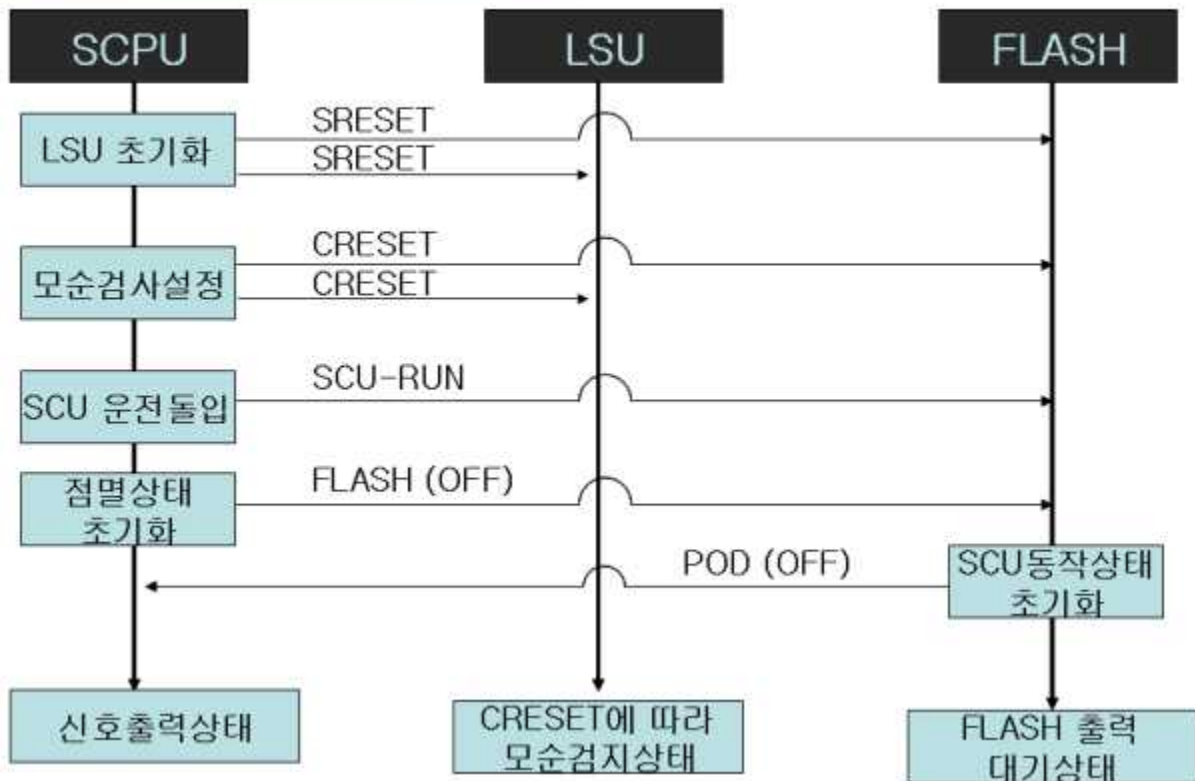 SCPU
LSU
FLASH
LSU 초기화
SRESET
SRESET
모순검사설정
CRESET
CRESET
SCU 운전돌입
SCU-RUN
점멸상태
초기화
FLASH (OFF)
POD (OFF)
SCU동작상태
초기화
신호출력상태
CRESET에 따라
모순검지상태
FLASH 출력
대기상태